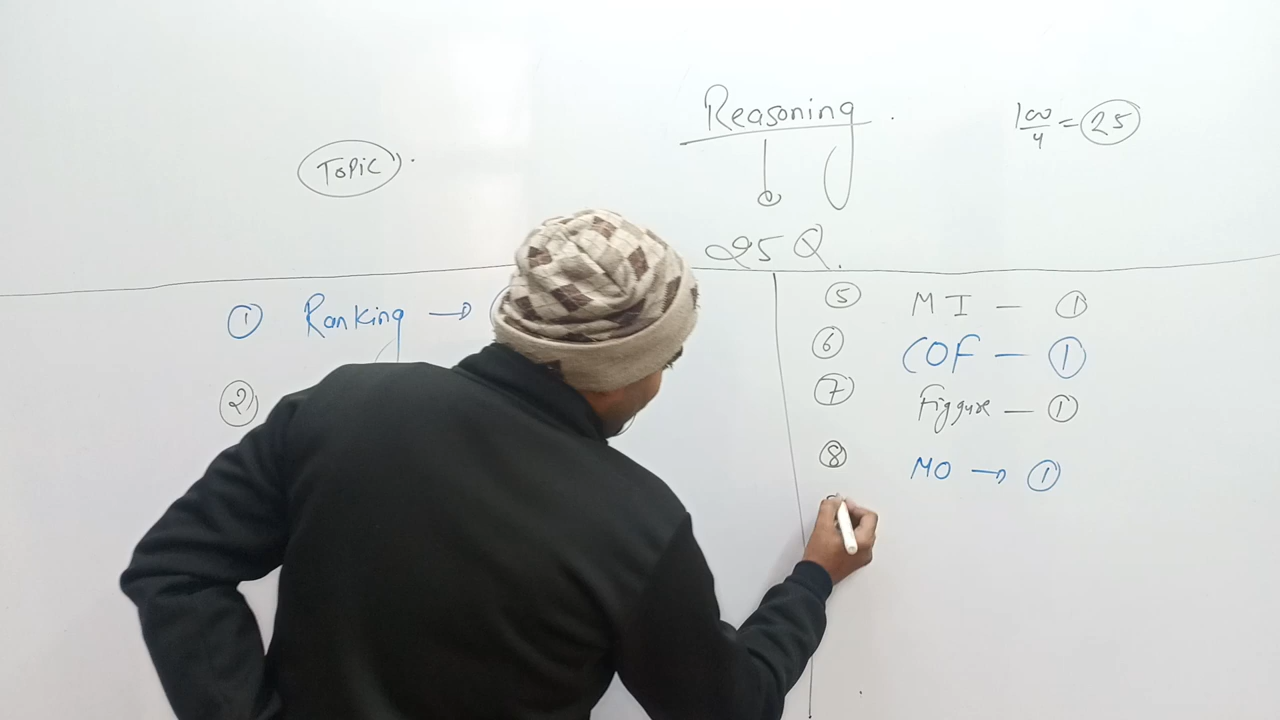 Reasoning
100/4 = 25
Topic
25 Q.
① Ranking →
②
⑤ MI — ①
⑥ COF — ①
⑦ Figgure — ①
⑧ MO → ①